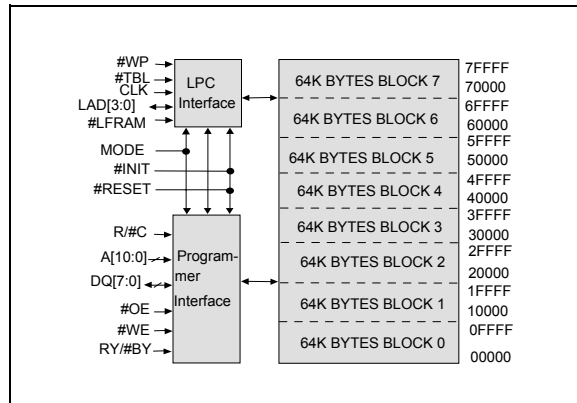 #WP
#TBL
CLK
LAD[3:0]
#LFRAM
MODE
#INIT
#RESET
R/#C
A[10:0]
DQ[7:0]
#OE
#WE
RY/#BY
LPC
Interface
Program-
mer
Interface
64K BYTES BLOCK 7
64K BYTES BLOCK 6
64K BYTES BLOCK 5
64K BYTES BLOCK 4
64K BYTES BLOCK 3
64K BYTES BLOCK 2
64K BYTES BLOCK 1
64K BYTES BLOCK 0
7FFFF
70000
6FFFF
60000
5FFFF
50000
4FFFF
40000
3FFFF
30000
2FFFF
20000
1FFFF
10000
0FFFF
00000